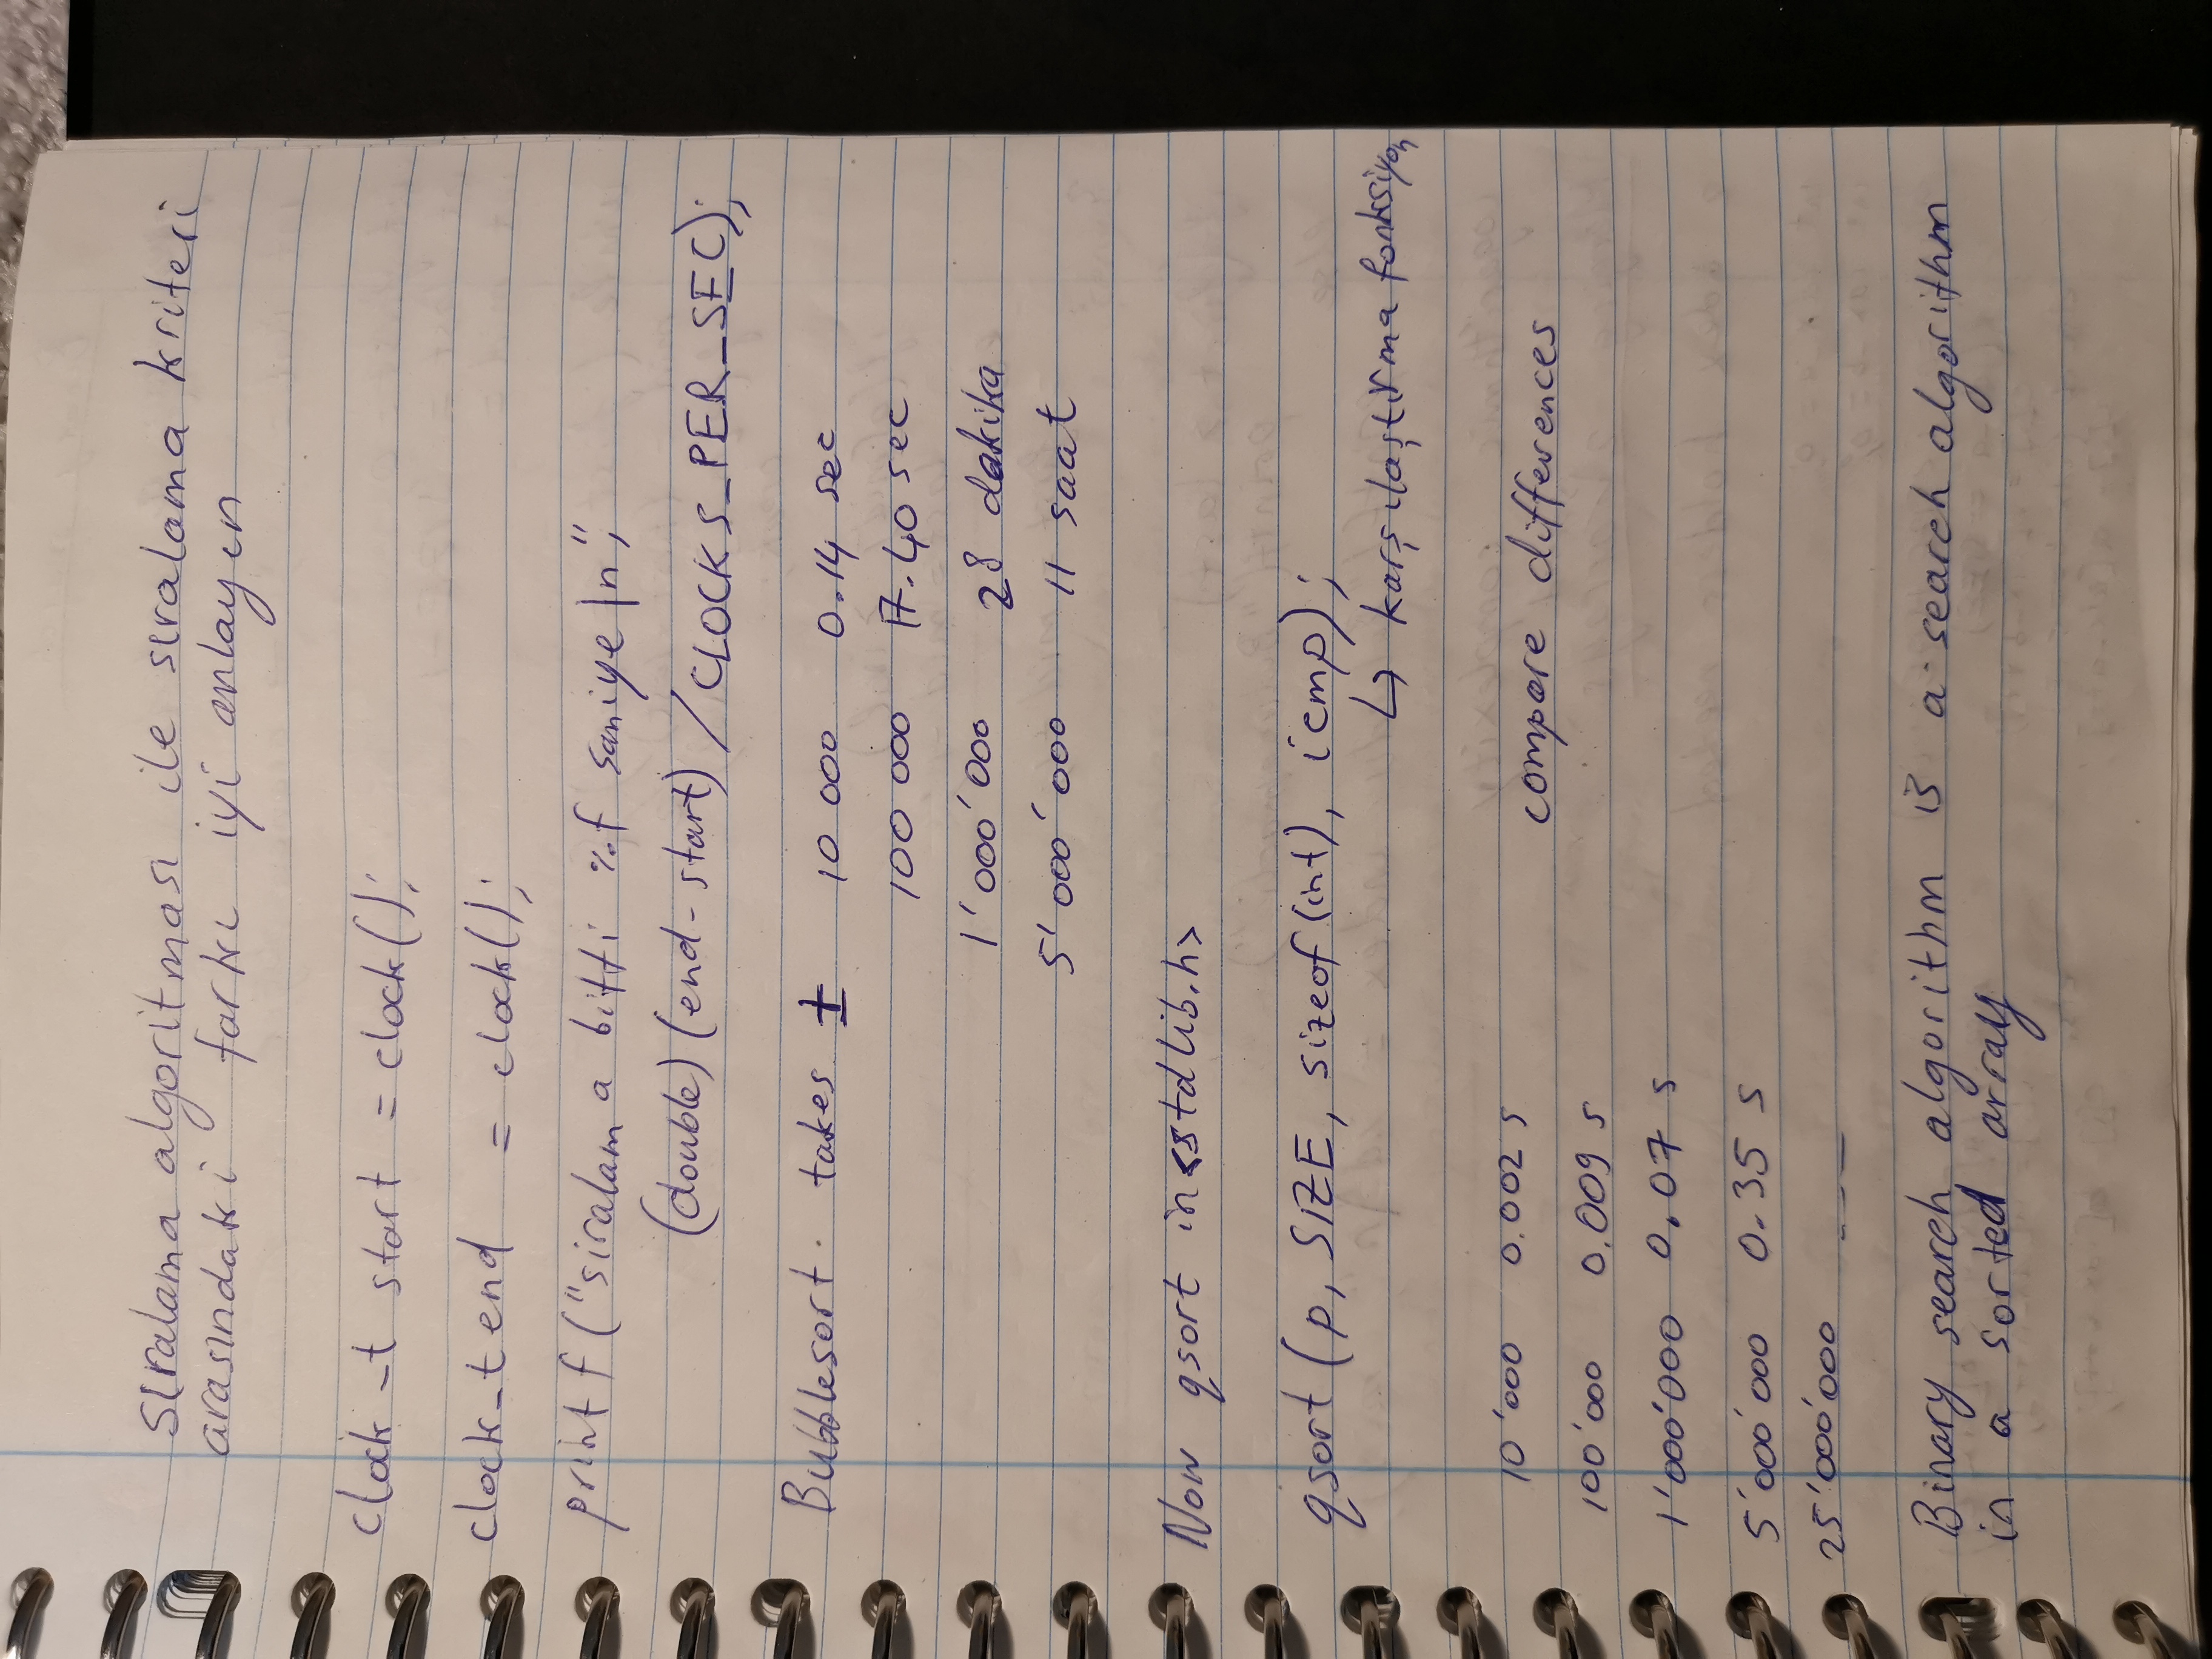 sıralama algoritması ile sıralama kriteri
arasındaki farkı iyi anlayın
clock_t start = clock();
clock_t end = clock();
printf("siralama bitti %f saniye\n",
(double)(end-start) / CLOCKS_PER_SEC);
Bubblesort takes ± 10 000 0.14 sec
100 000 17.40 sec
1'000'000 28 dakika
5'000'000 11 saat
Now qsort in <stdlib.h>
qsort (p, SIZE, sizeof(int), icmp);
↳ karşılaştırma fonksiyon
10'000 0.002 s compare differences
100'000 0.009 s
1'000'000 0.07 s
5'000'000 0.35 s
25'000'000 ---
Binary search algorithm is a search algorithm
in a sorted array